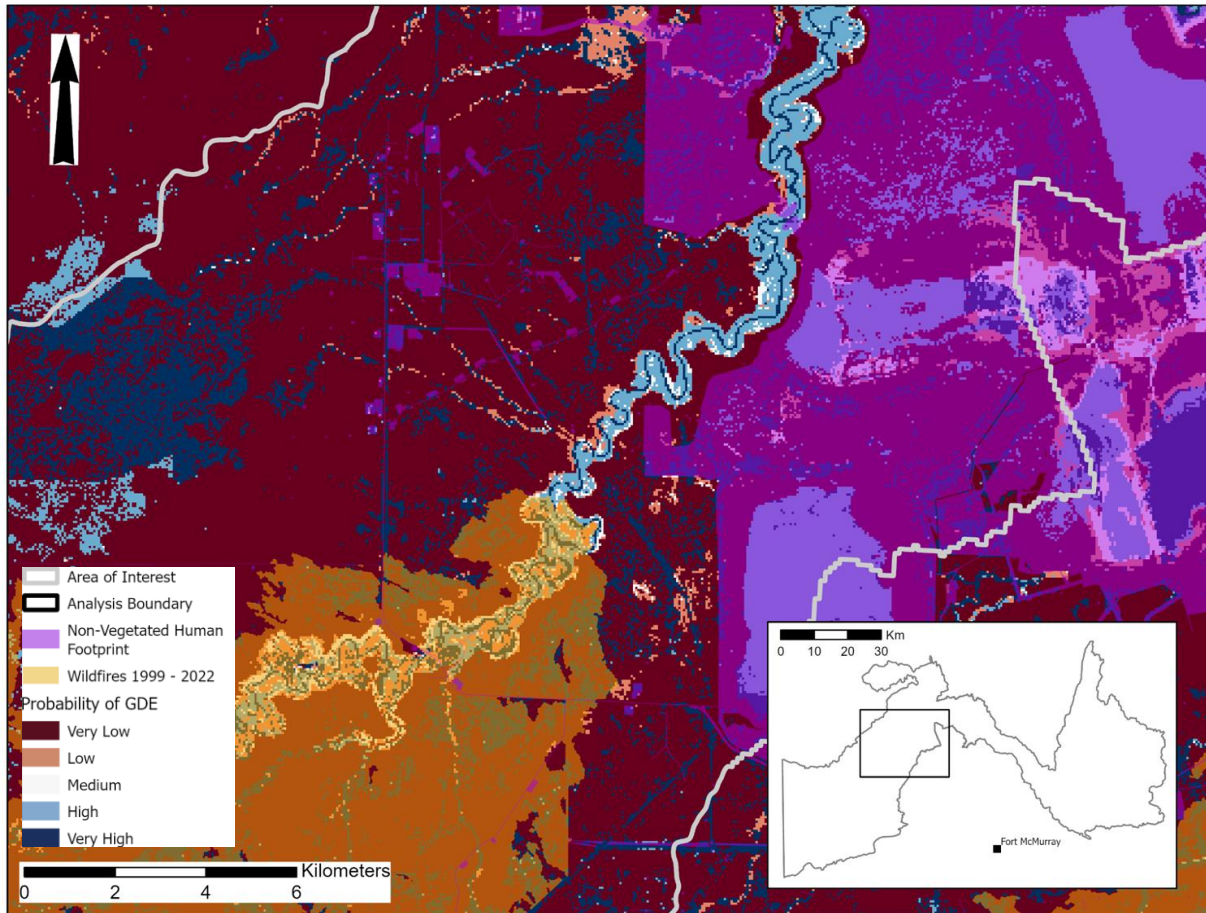 Area of Interest
Analysis Boundary
Non-Vegetated Human
Footprint
Wildfires 1999 - 2022
Probability of GDE
Very Low
Low
Medium
High
Very High
Kilometers
0 2 4 6
Km
0 10 20 30
Fort McMurray